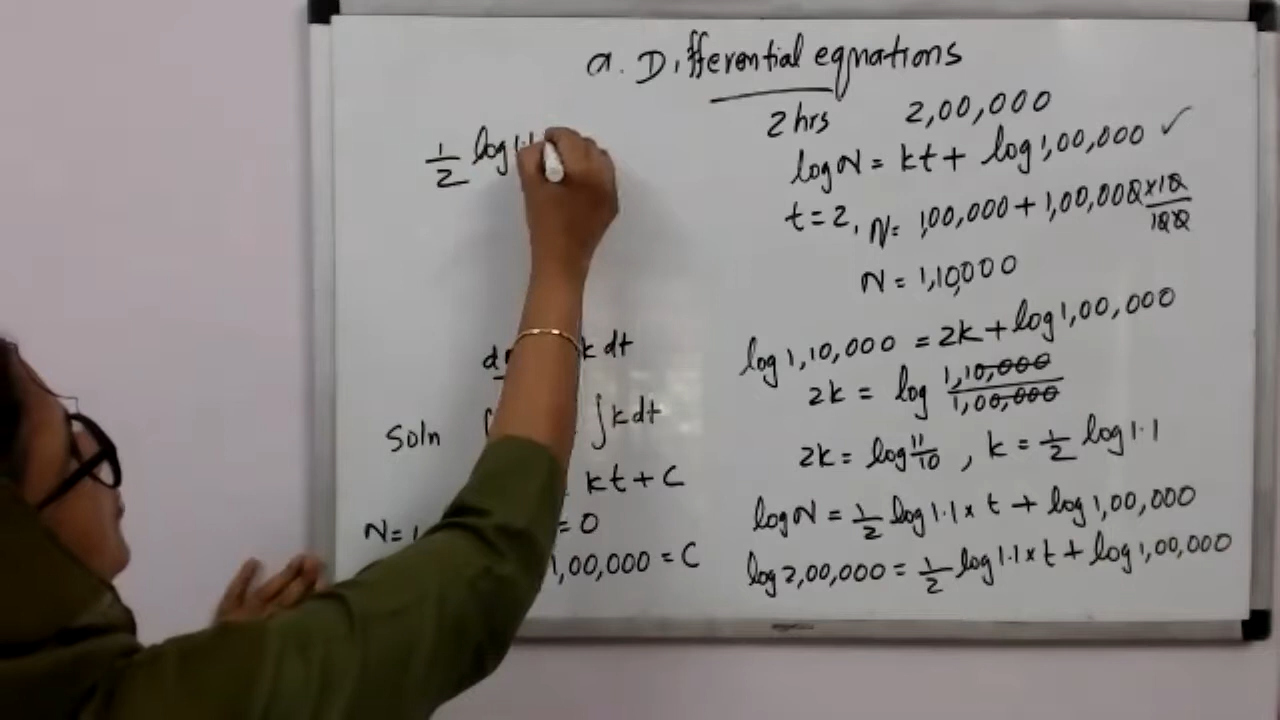 9. Differential equations
2 hrs 2,00,000
log N = kt + log 1,00,000 ✓
t = 2, N = 1,00,000 + 1,00,000 × 10/100
N = 1,10,000
log 1,10,000 = 2k + log 1,00,000
2k = log 1,10,000/1,00,000
2k = log 11/10 , k = 1/2 log 1.1
log N = 1/2 log 1.1 × t + log 1,00,000
log 2,00,000 = 1/2 log 1.1 × t + log 1,00,000
1/2 log 1.1
k dt
Soln ∫ k dt
kt + C
N = 1, = 0
1,00,000 = C